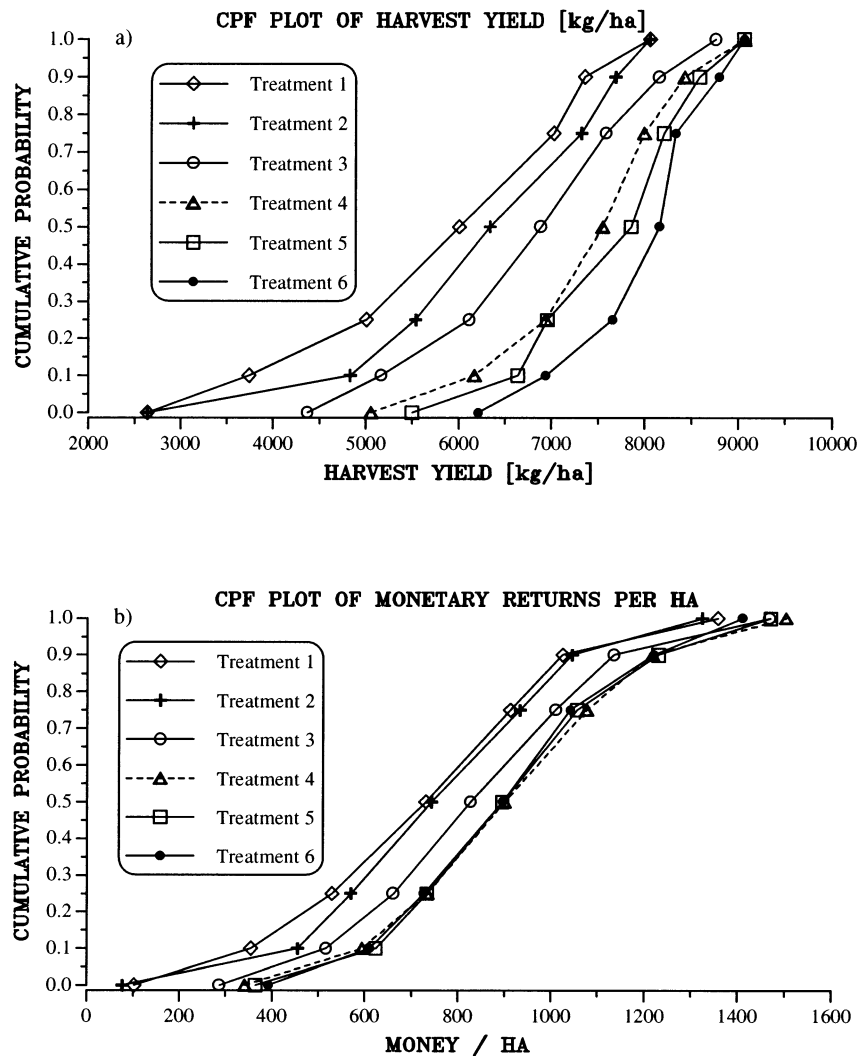 CPF PLOT OF HARVEST YIELD [kg/ha]
a)
CUMULATIVE PROBABILITY
1.0
0.9
0.8
0.7
0.6
0.5
0.4
0.3
0.2
0.1
0.0
Treatment 1
Treatment 2
Treatment 3
Treatment 4
Treatment 5
Treatment 6
2000 3000 4000 5000 6000 7000 8000 9000 10000
HARVEST YIELD [kg/ha]
CPF PLOT OF MONETARY RETURNS PER HA
b)
CUMULATIVE PROBABILITY
1.0
0.9
0.8
0.7
0.6
0.5
0.4
0.3
0.2
0.1
0.0
Treatment 1
Treatment 2
Treatment 3
Treatment 4
Treatment 5
Treatment 6
0 200 400 600 800 1000 1200 1400 1600
MONEY / HA